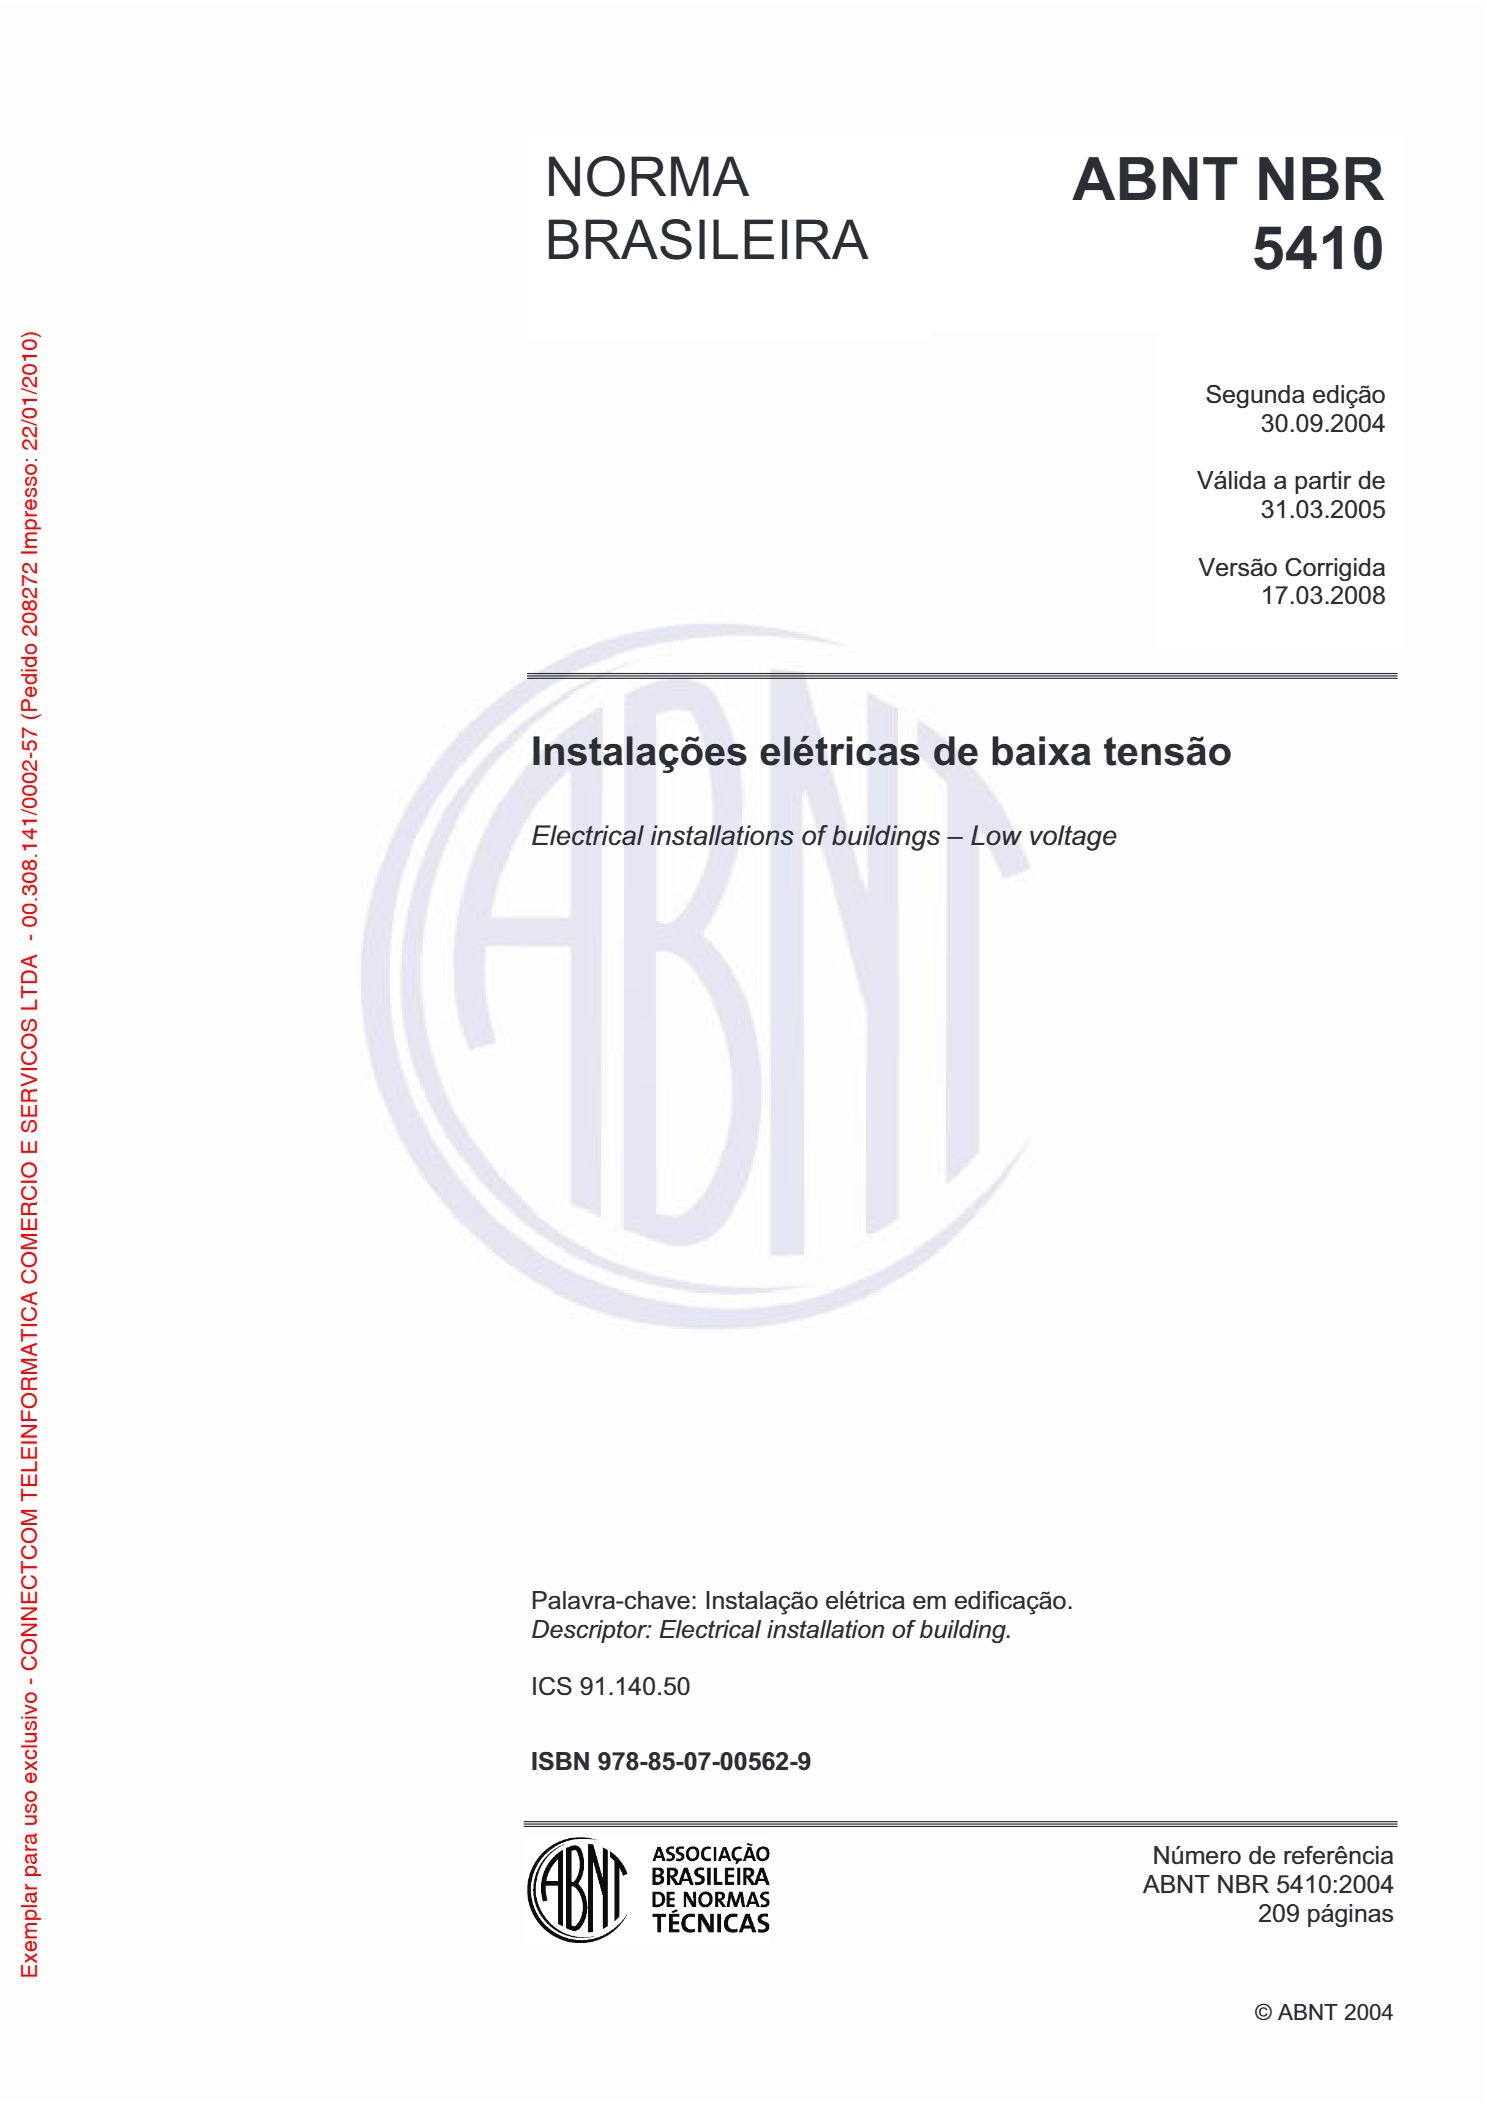 NORMA
BRASILEIRA
ABNT NBR
5410
Segunda edição
30.09.2004
Válida a partir de
31.03.2005
Versão Corrigida
17.03.2008
Instalações elétricas de baixa tensão
Electrical installations of buildings – Low voltage
ABNT
Palavra-chave: Instalação elétrica em edificação.
Descriptor: Electrical installation of building.
ICS 91.140.50
ISBN 978-85-07-00562-9
ABNT
ASSOCIAÇÃO
BRASILEIRA
DE NORMAS
TÉCNICAS
Número de referência
ABNT NBR 5410:2004
209 páginas
© ABNT 2004
Exemplar para uso exclusivo - CONNECTCOM TELEINFORMATICA COMERCIO E SERVICOS LTDA - 00.308.141/0002-57 (Pedido 208272 Impresso: 22/01/2010)